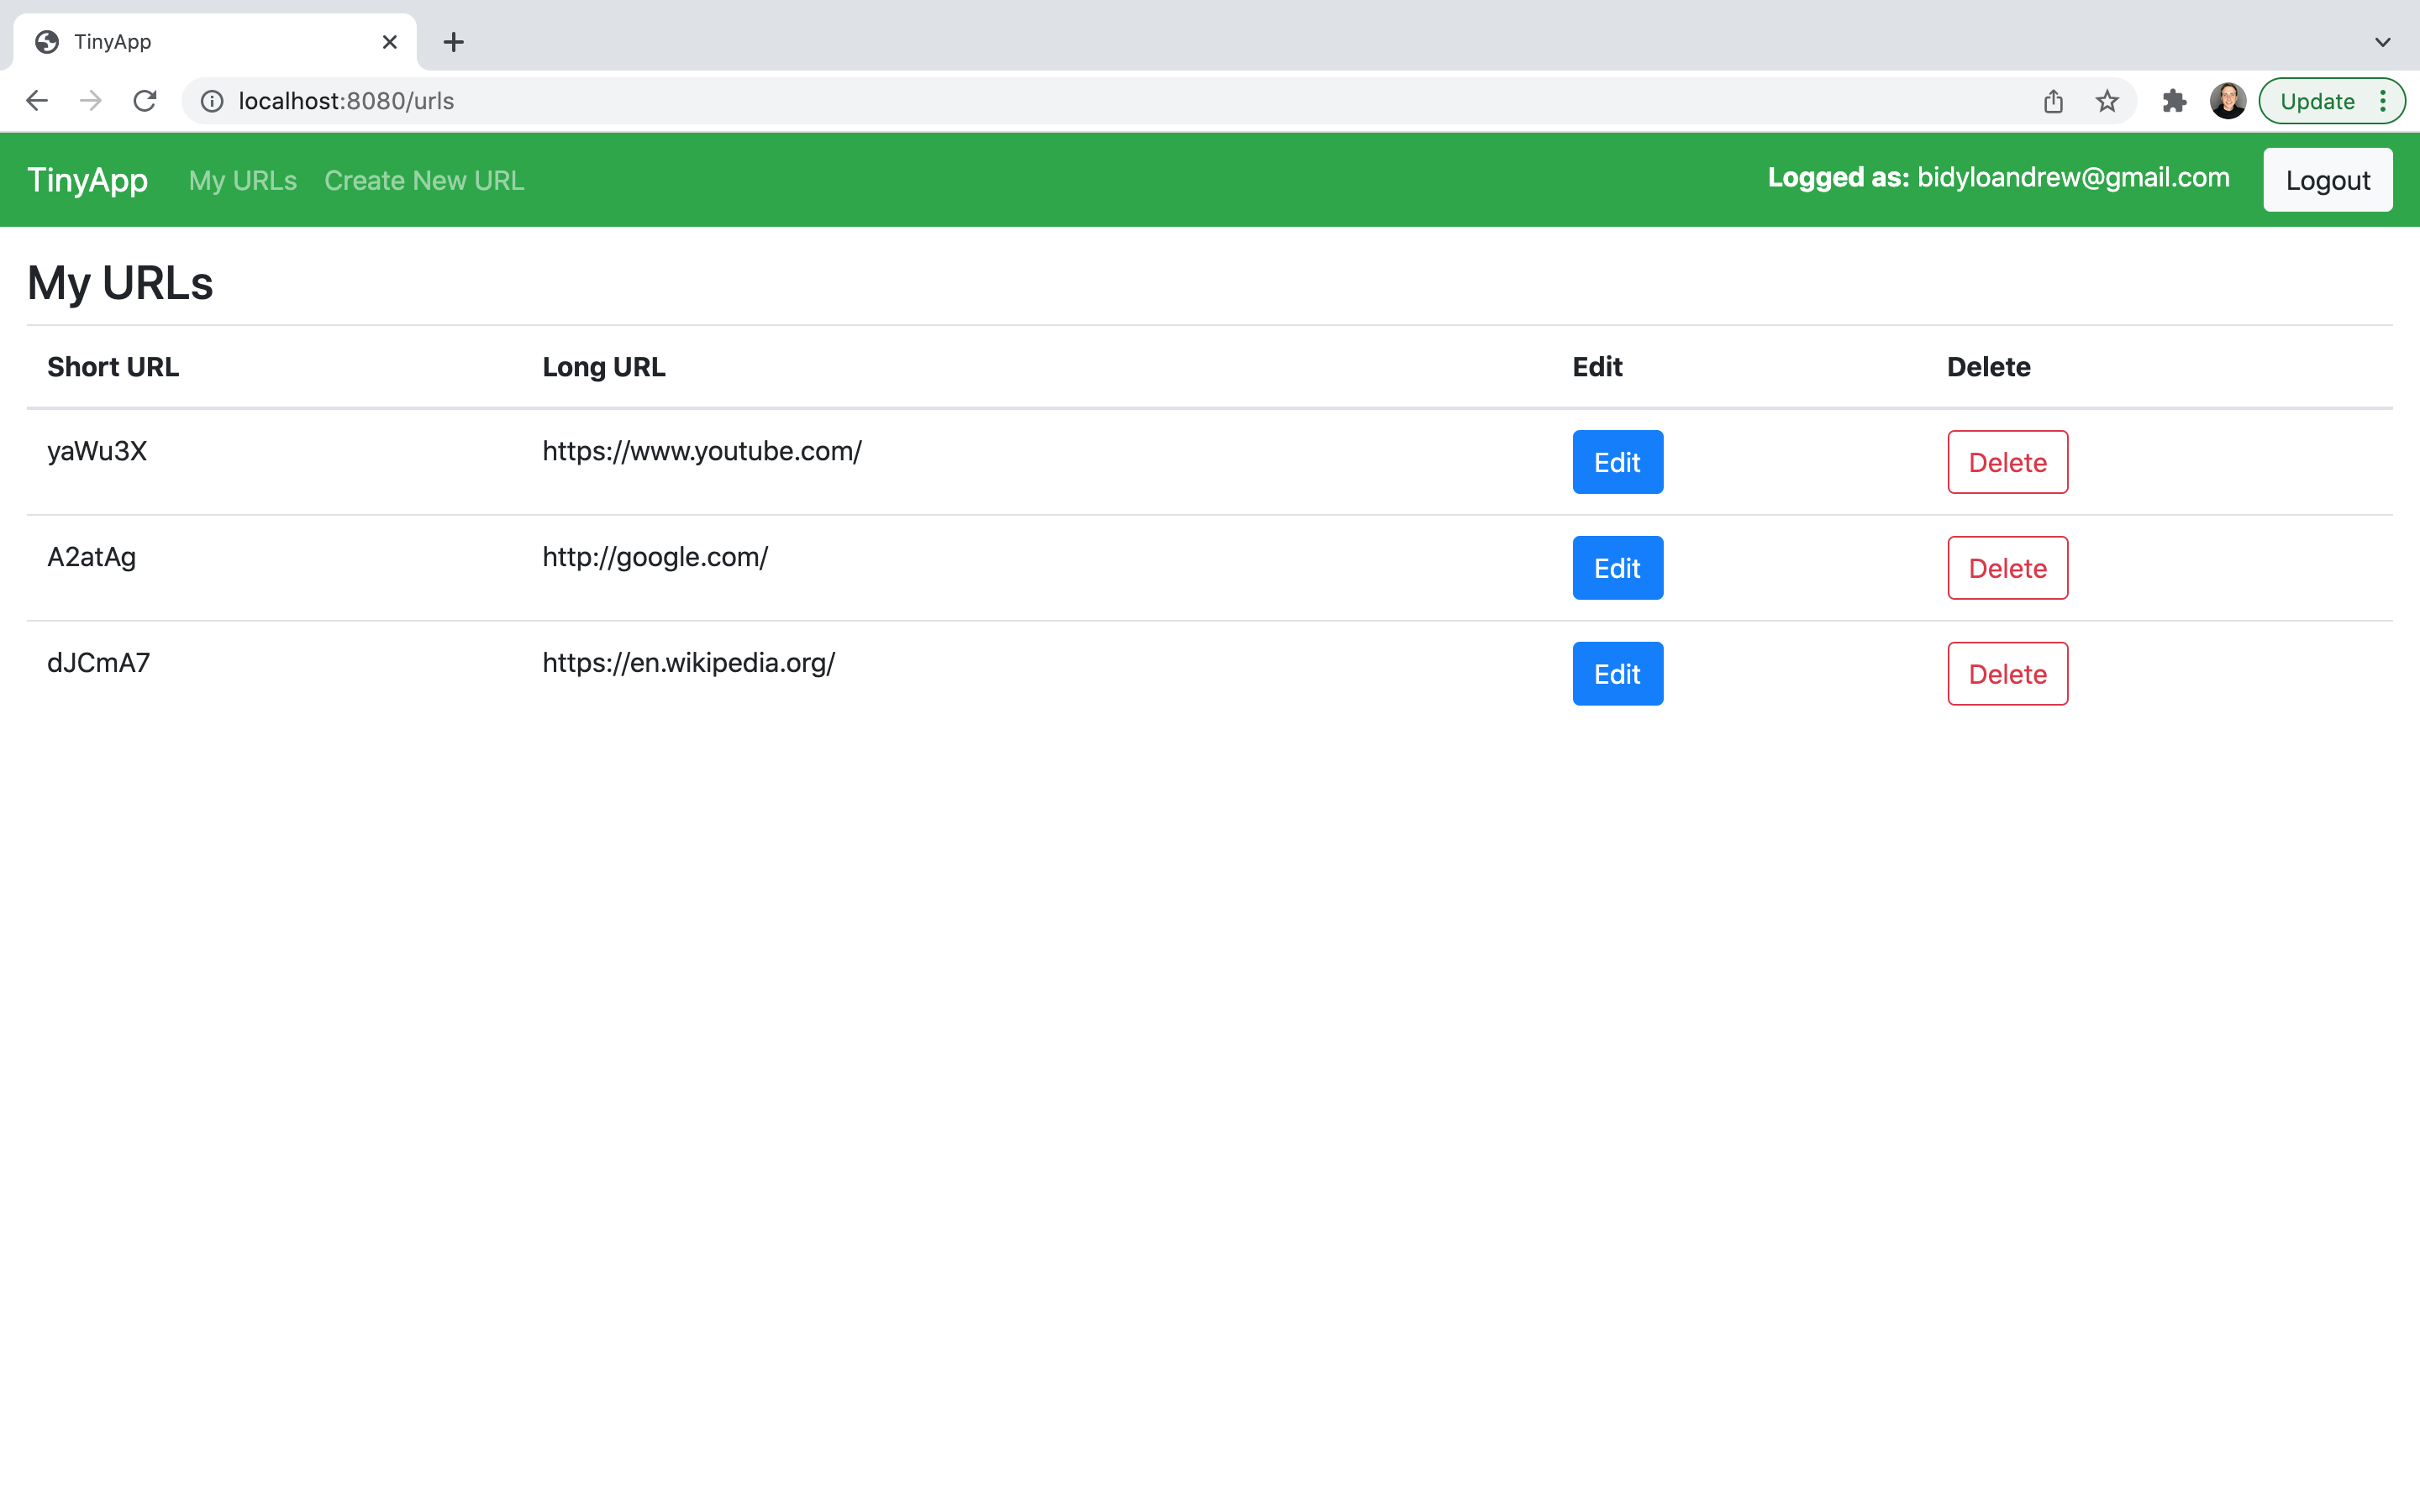 TinyApp
localhost:8080/urls
Update
TinyApp My URLs Create New URL Logged as: bidyloandrew@gmail.com Logout
My URLs
Short URL Long URL Edit Delete
yaWu3X https://www.youtube.com/ Edit Delete
A2atAg http://google.com/ Edit Delete
dJCmA7 https://en.wikipedia.org/ Edit Delete